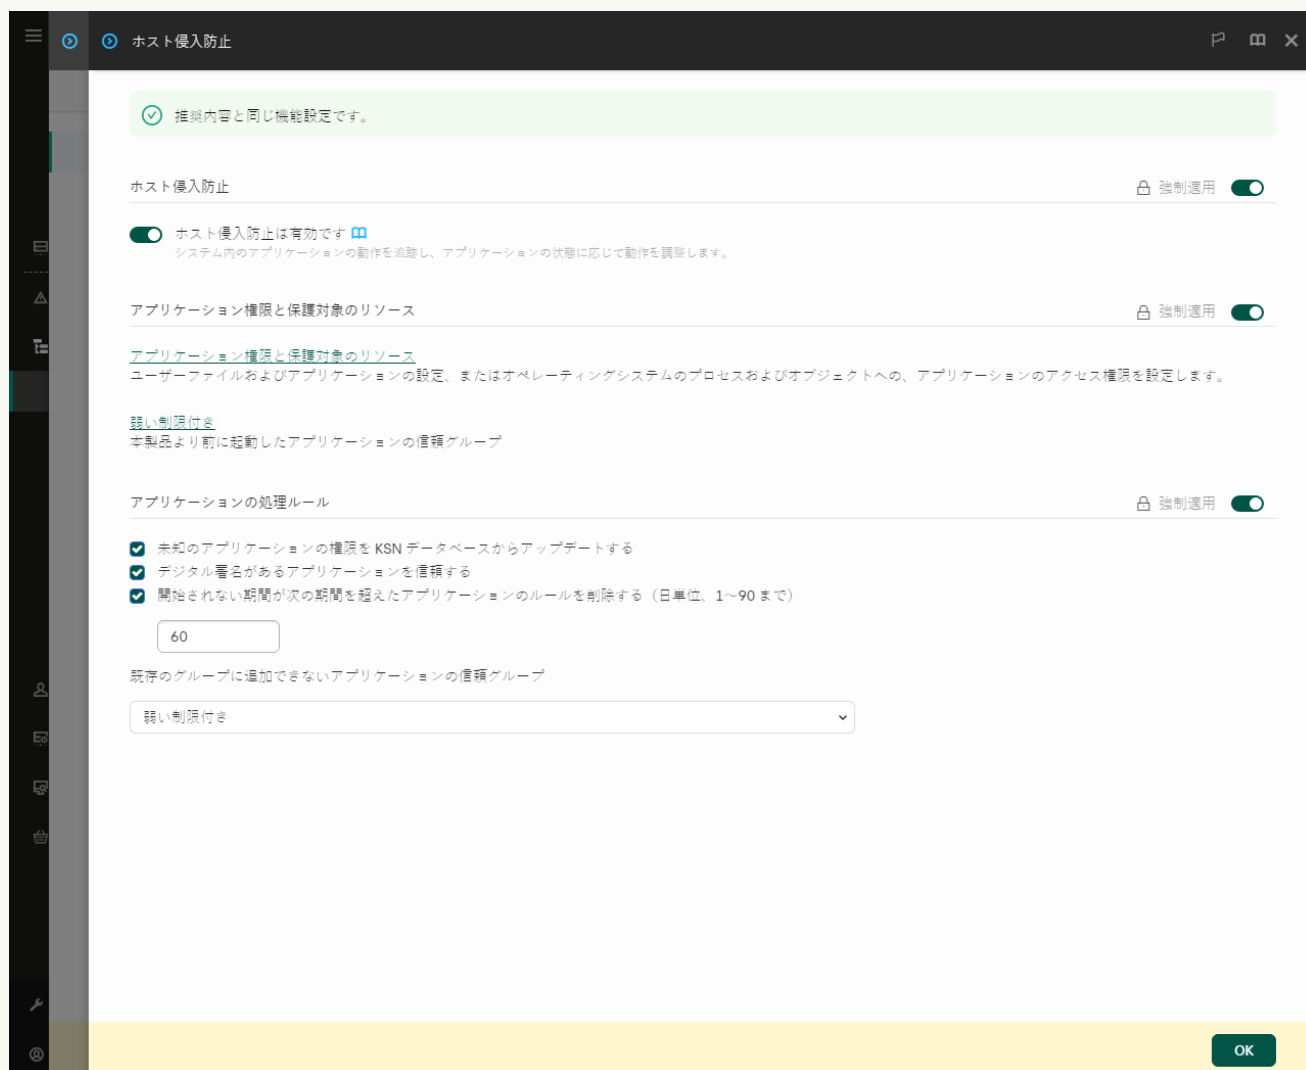 ホスト侵入防止
推奨内容と同じ機能設定です。
ホスト侵入防止
強制適用
ホスト侵入防止は有効です
システム内のアプリケーションの動作を追跡し、アプリケーションの状態に応じて動作を調整します。
アプリケーション権限と保護対象のリソース
強制適用
アプリケーション権限と保護対象のリソース
ユーザーファイルおよびアプリケーションの設定、またはオペレーティングシステムのプロセスおよびオブジェクトへの、アプリケーションのアクセス権限を設定します。
弱い制限付き
本製品より前に起動したアプリケーションの信頼グループ
アプリケーションの処理ルール
強制適用
未知のアプリケーションの権限を KSN データベースからアップデートする
デジタル署名があるアプリケーションを信頼する
開始されない期間が次の期間を超えたアプリケーションのルールを削除する（日単位、1～90 まで）
60
既存のグループに追加できないアプリケーションの信頼グループ
弱い制限付き
OK